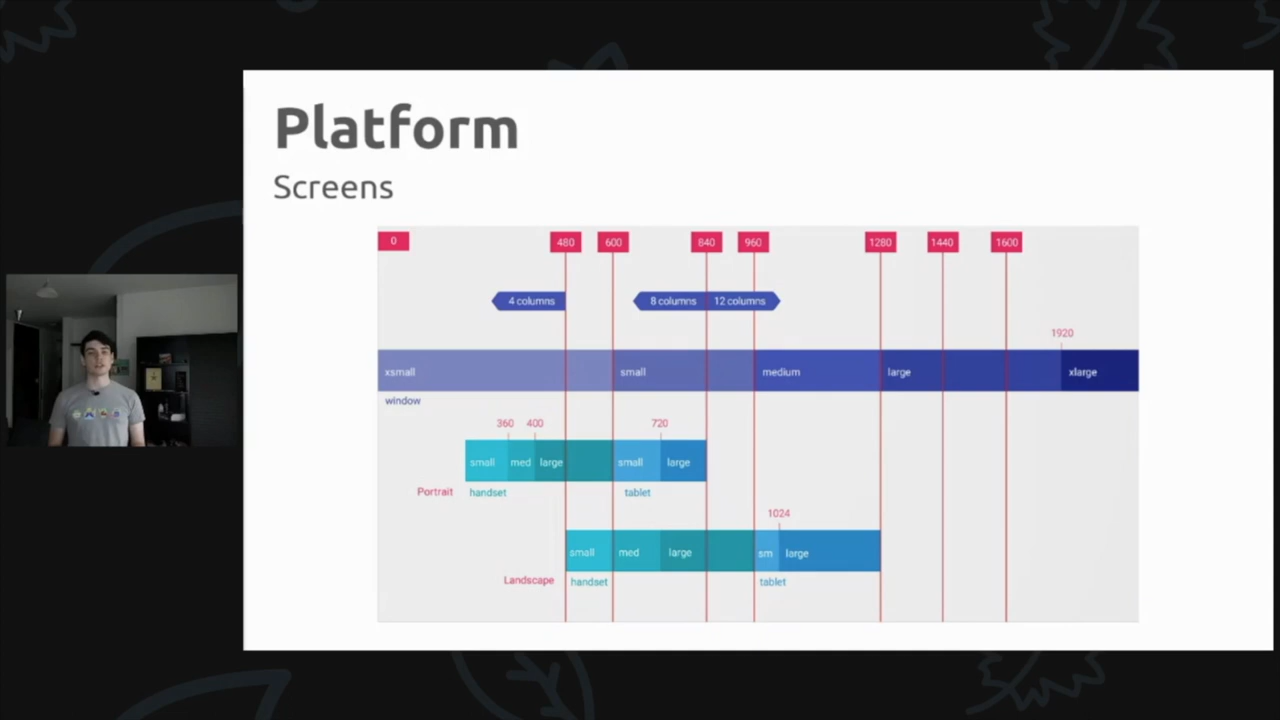 Platform
Screens
0 480 600 840 960 1280 1440 1600
4 columns 8 columns 12 columns
1920
xsmall small medium large xlarge
window
360 400 720
small med large small large
Portrait handset tablet
1024
small med large sm large
Landscape handset tablet